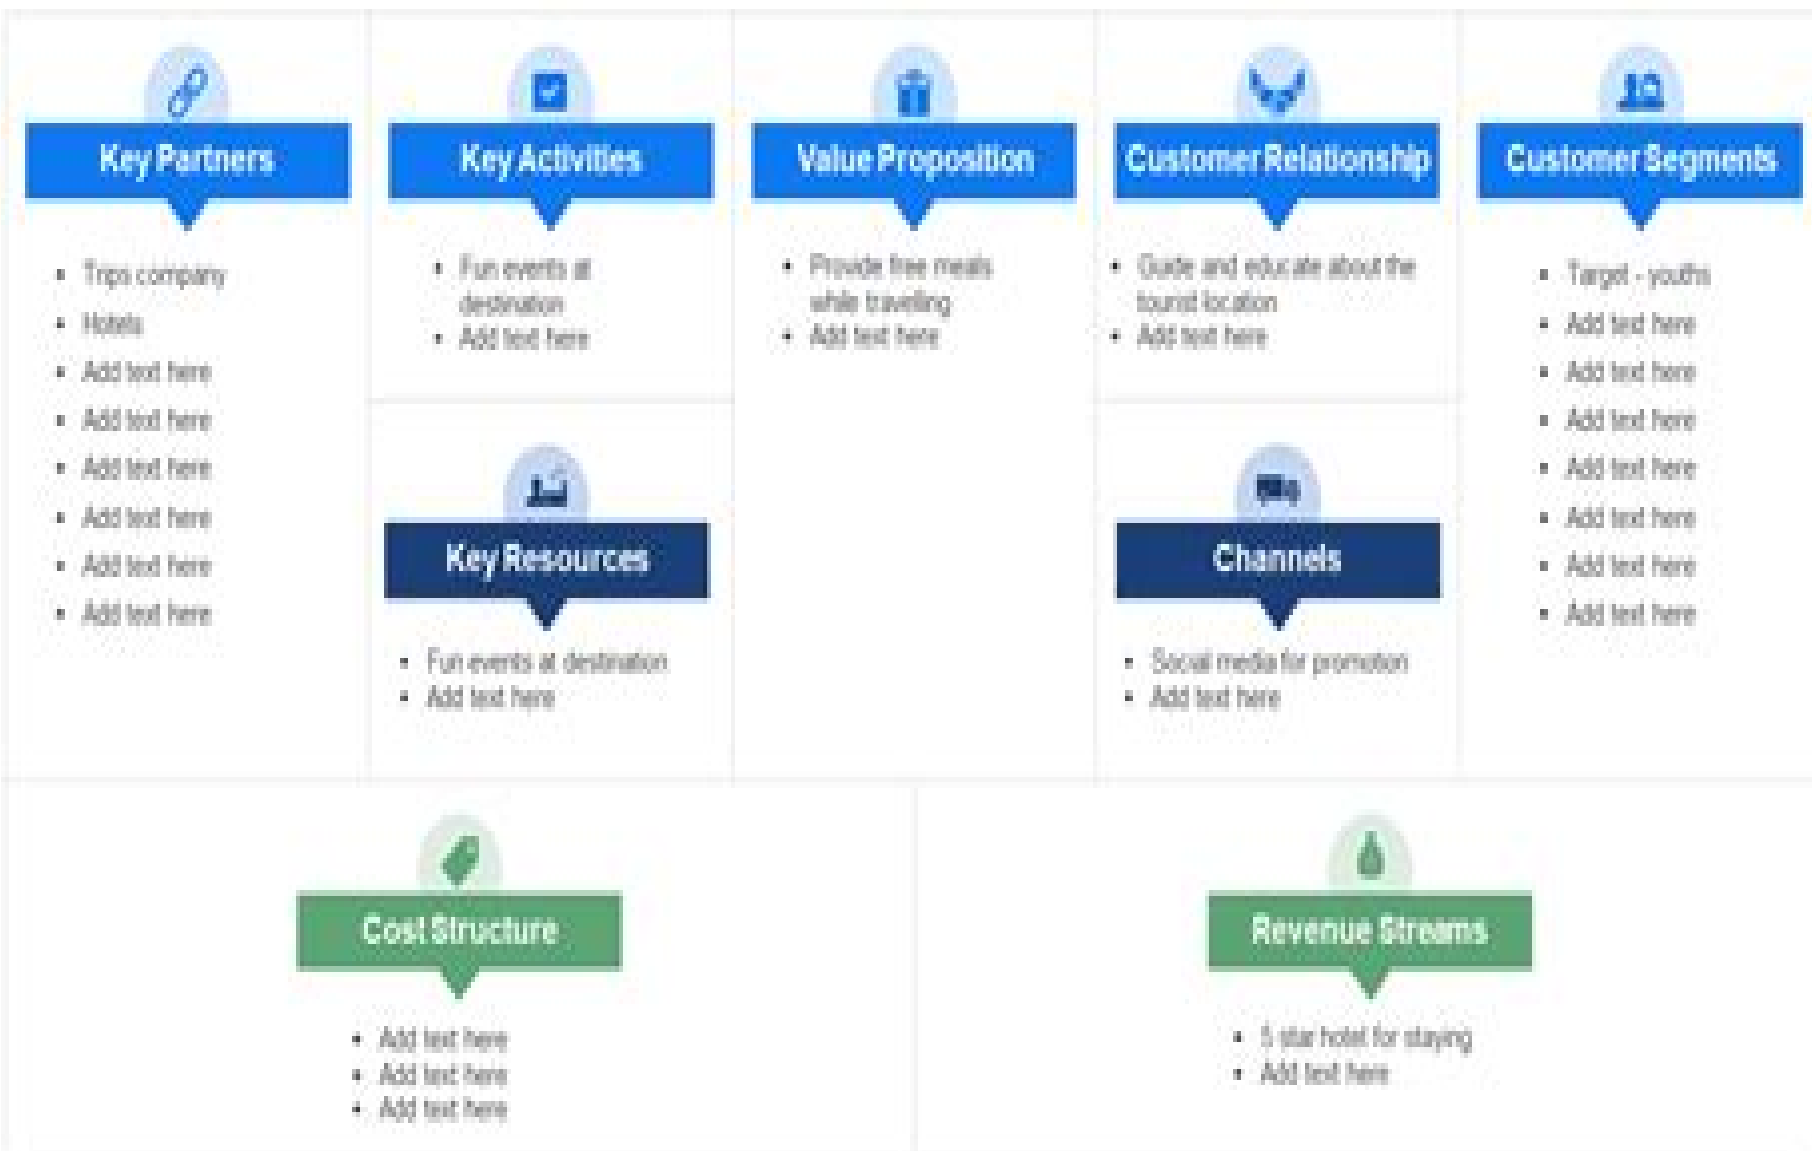 Key Partners
• Trips company
• Hotels
• Add text here
• Add text here
• Add text here
• Add text here
• Add text here
• Add text here
Key Activities
• Fun events at
destination
• Add text here
Key Resources
• Fun events at destination
• Add text here
Value Proposition
• Provide free meals
while travelling
• Add text here
Customer Relationship
• Guide and educate about the
tourist location
• Add text here
Channels
• Social media for promotion
• Add text here
Customer Segments
• Target - youths
• Add text here
• Add text here
• Add text here
• Add text here
• Add text here
• Add text here
• Add text here
Cost Structure
• Add text here
• Add text here
• Add text here
Revenue Streams
• 5 star hotel for staying
• Add text here